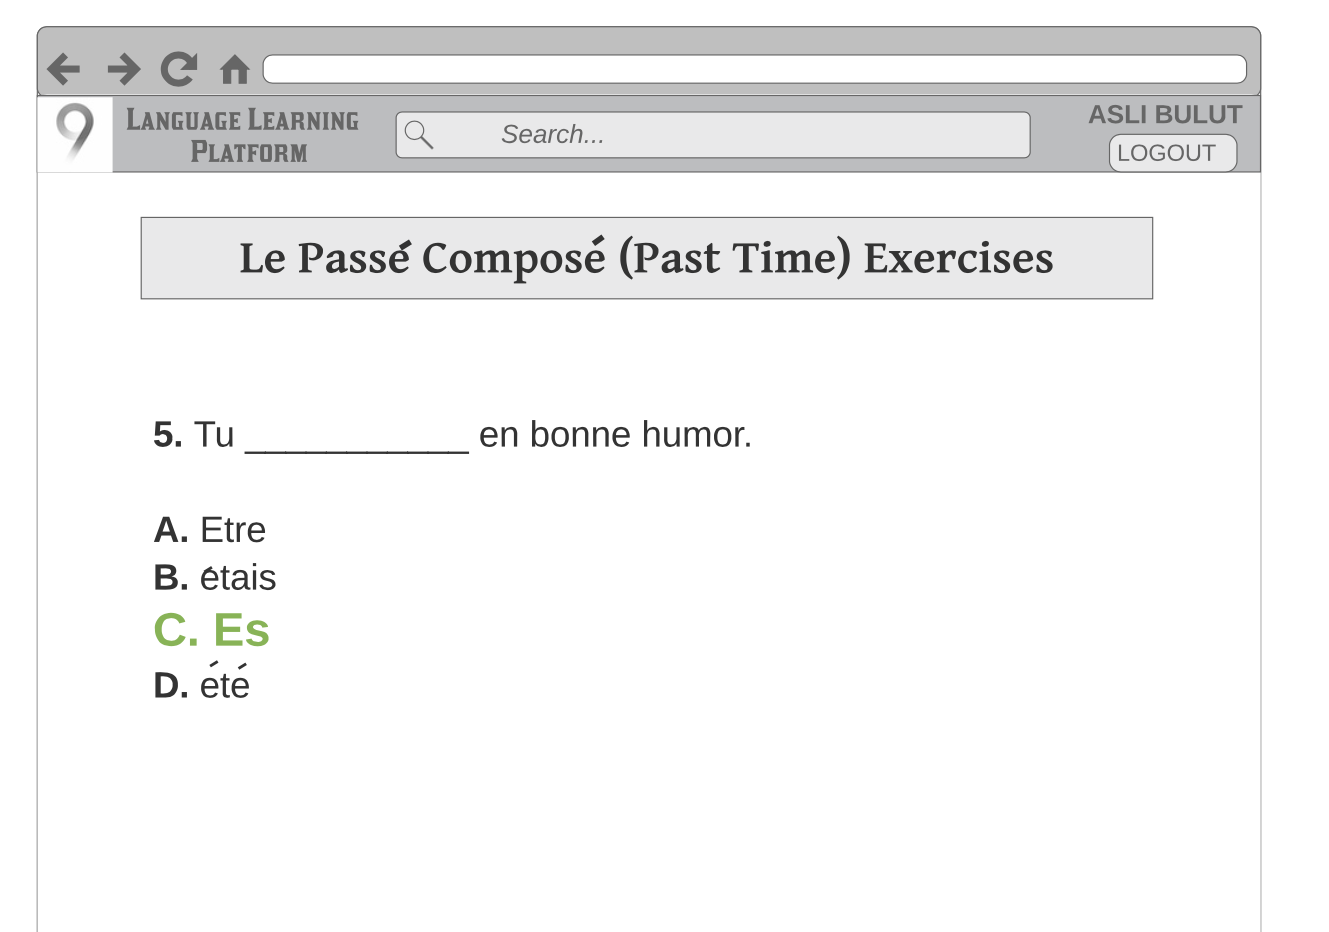 LANGUAGE LEARNING
PLATFORM
Search...
ASLI BULUT
LOGOUT
Le Passé Composé (Past Time) Exercises
5. Tu ___________ en bonne humor.
A. Etre
B. étais
C. Es
D. été